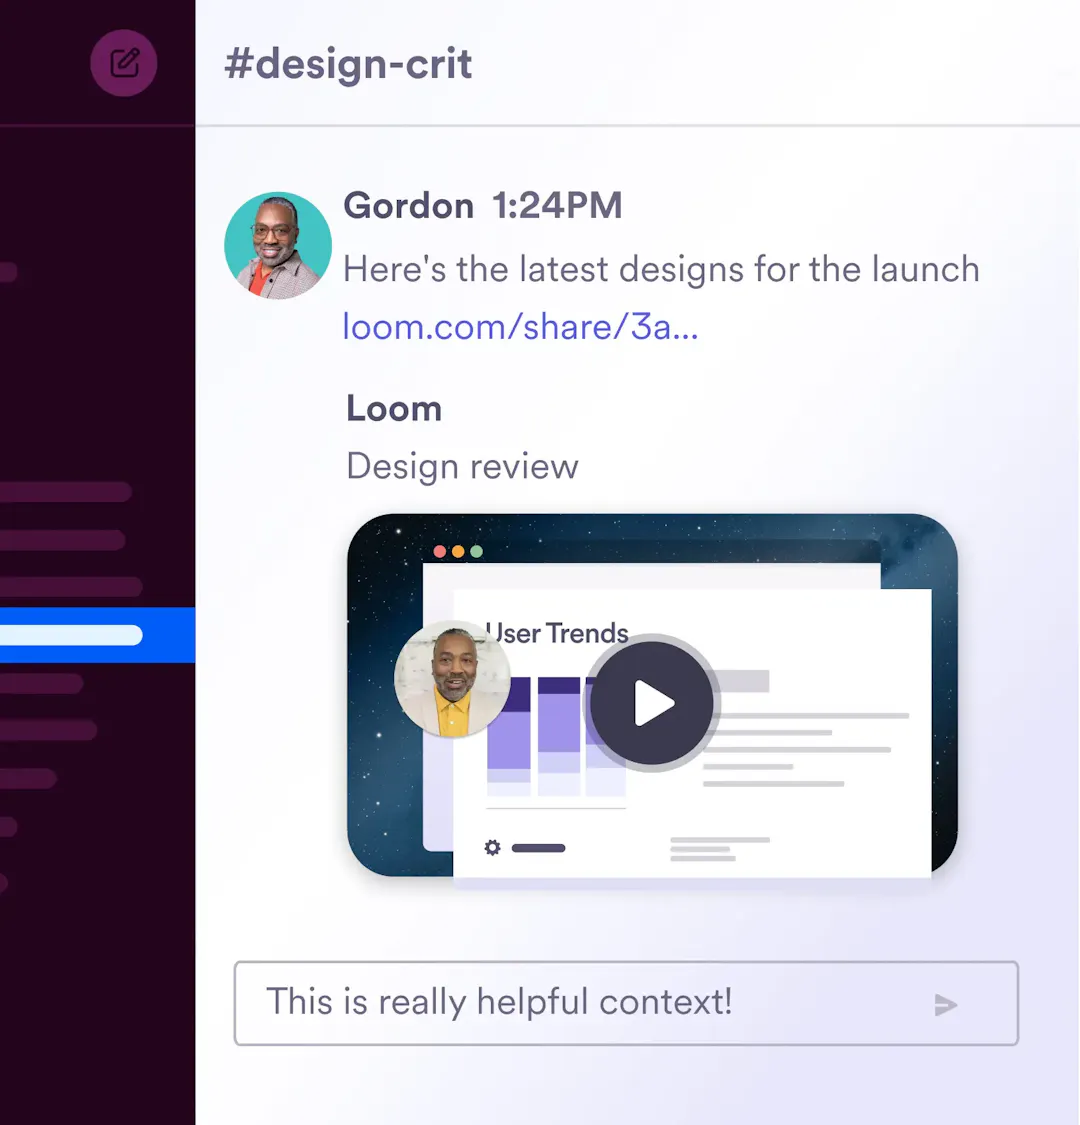 #design-crit
Gordon 1:24PM
Here's the latest designs for the launch
loom.com/share/3a...
Loom
Design review
User Trends
This is really helpful context!